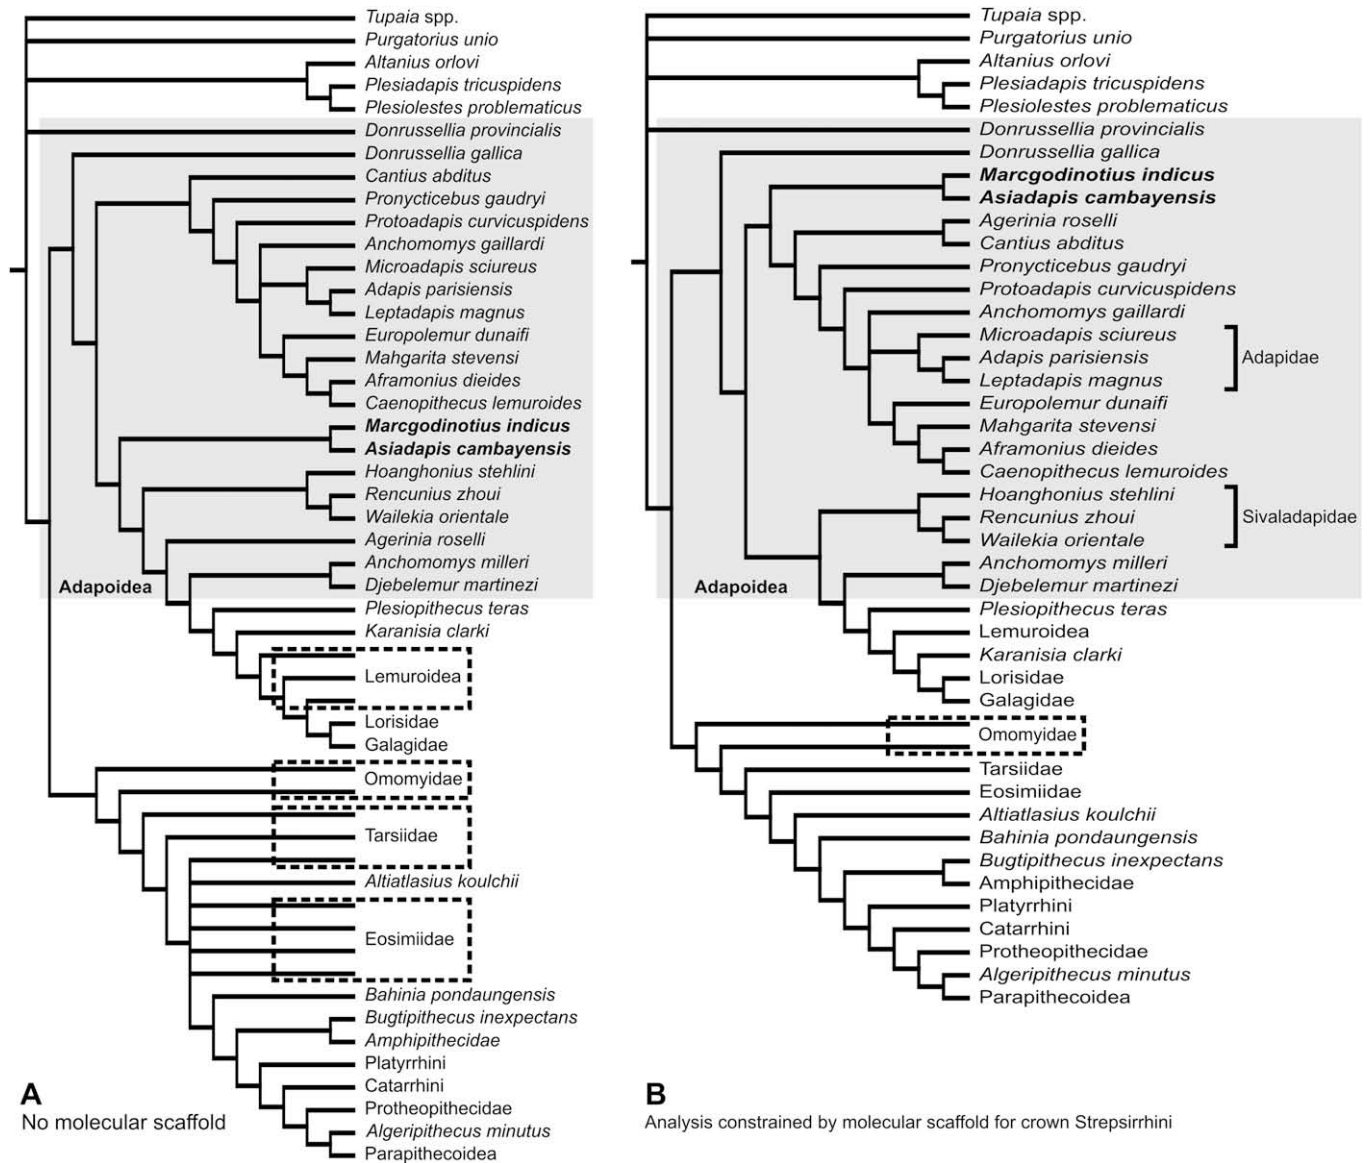 Tupaia spp.
Purgatorius unio
Altanius orlovi
Plesiadapis tricuspidens
Plesiolestes problematicus
Donrussellia provincialis
Donrussellia gallica
Cantius abditus
Pronycticebus gaudryi
Protoadapis curvicuspidens
Anchomomys gaillardi
Microadapis sciureus
Adapis parisiensis
Leptadapis magnus
Europolemur dunaifi
Mahgarita stevensi
Aframonius dieides
Caenopithecus lemuroides
Marcgodinotius indicus
Asiadapis cambayensis
Hoanghonius stehlini
Rencunius zhoui
Wailekia orientale
Agerinia roselli
Anchomomys milleri
Adapoidea
Djebelemur martinezi
Plesiopithecus teras
Karanisia clarki
Lemuroidea
Lorisidae
Galagidae
Omomyidae
Tarsiidae
Altiatlasius koulchii
Eosimiidae
Bahinia pondaungensis
Bugtipithecus inexpectans
Amphipithecidae
Platyrrhini
Catarrhini
Protheopithecidae
Algeripithecus minutus
Parapithecoidea
A
No molecular scaffold
Tupaia spp.
Purgatorius unio
Altanius orlovi
Plesiadapis tricuspidens
Plesiolestes problematicus
Donrussellia provincialis
Donrussellia gallica
Marcgodinotius indicus
Asiadapis cambayensis
Agerinia roselli
Cantius abditus
Pronycticebus gaudryi
Protoadapis curvicuspidens
Anchomomys gaillardi
Microadapis sciureus
Adapis parisiensis
Adapidae
Leptadapis magnus
Europolemur dunaifi
Mahgarita stevensi
Aframonius dieides
Caenopithecus lemuroides
Hoanghonius stehlini
Rencunius zhoui
Sivaladapidae
Wailekia orientale
Anchomomys milleri
Adapoidea
Djebelemur martinezi
Plesiopithecus teras
Lemuroidea
Karanisia clarki
Lorisidae
Galagidae
Omomyidae
Tarsiidae
Eosimiidae
Altiatlasius koulchii
Bahinia pondaungensis
Bugtipithecus inexpectans
Amphipithecidae
Platyrrhini
Catarrhini
Protheopithecidae
Algeripithecus minutus
Parapithecoidea
B
Analysis constrained by molecular scaffold for crown Strepsirrhini